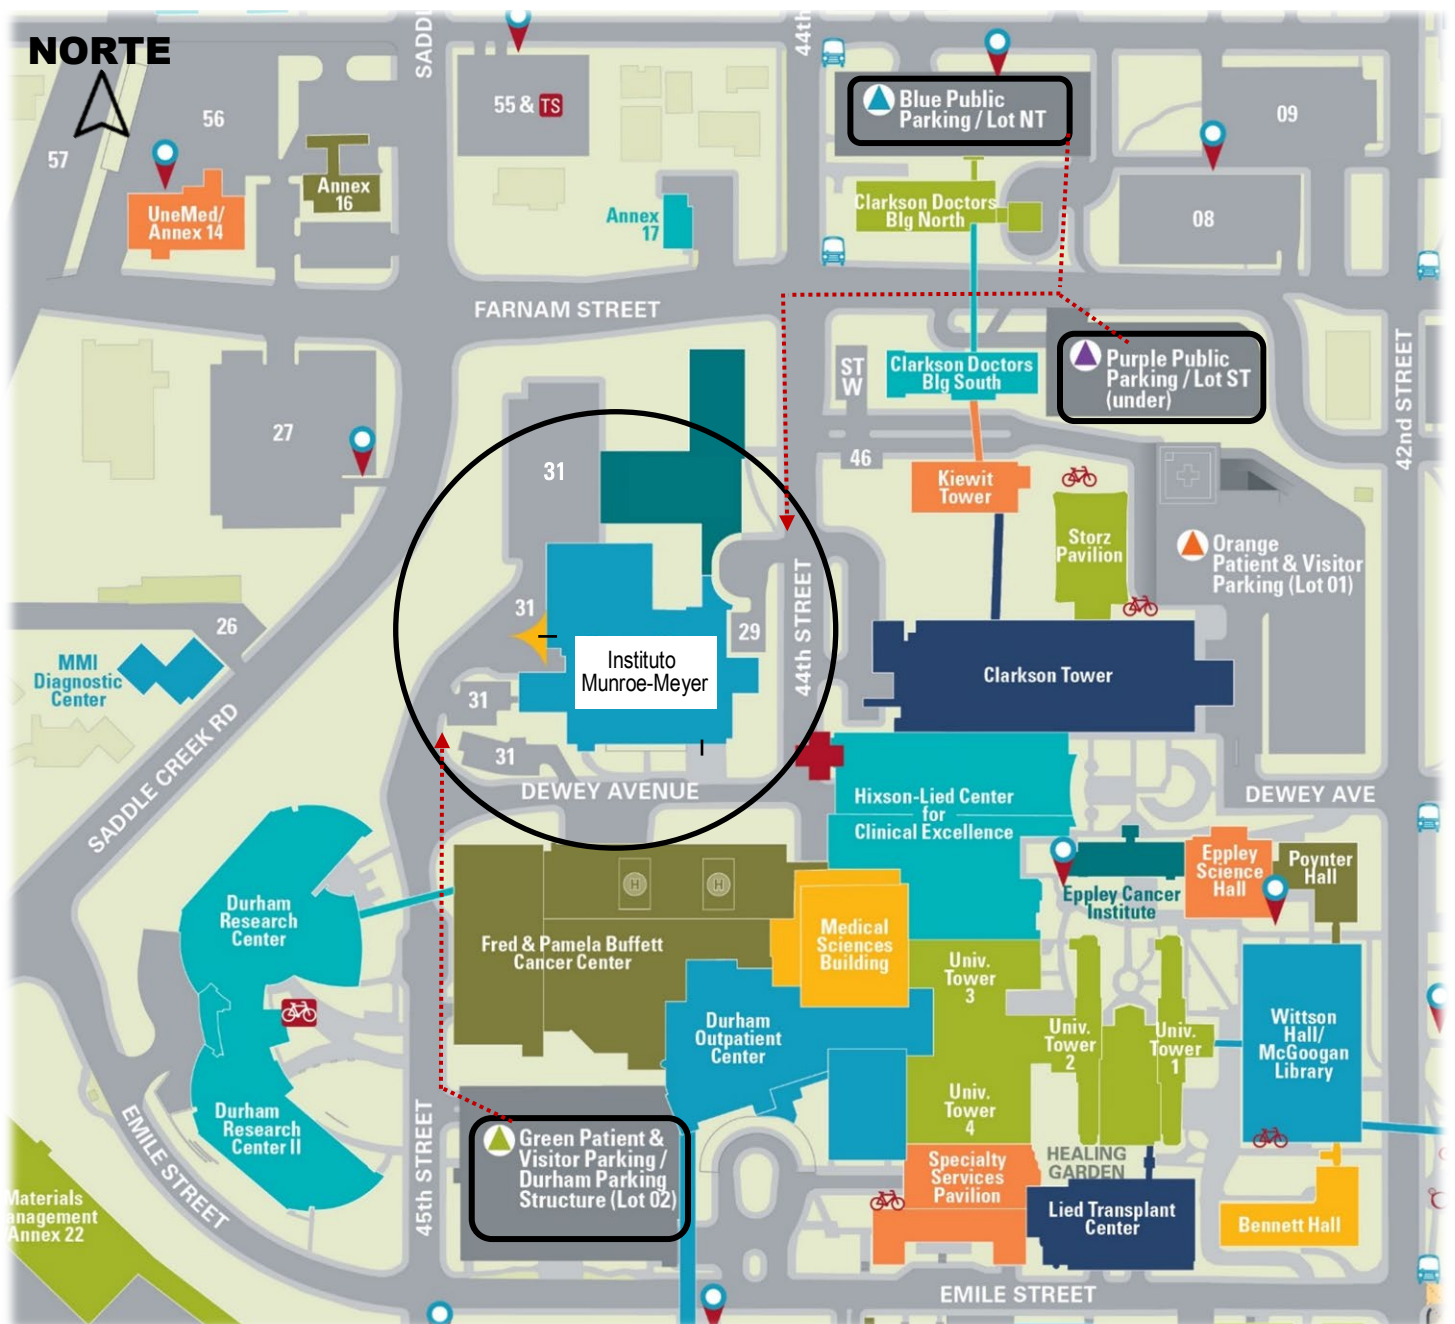 NORTE
SADDL
44th
55 & TS
Blue Public
Parking / Lot NT
09
56
57
Annex
16
UneMed/
Annex 14
Annex
17
Clarkson Doctors
Blg North
08
FARNAM STREET
ST
W
Clarkson Doctors
Blg South
Purple Public
Parking / Lot ST
(under)
42nd STREET
27
31
46
Kiewit
Tower
Storz
Pavilion
Orange
Patient & Visitor
Parking (Lot 01)
26
31
29
44th STREET
MMI
Diagnostic
Center
Instituto
Munroe-Meyer
Clarkson Tower
31
31
SADDLE CREEK RD
DEWEY AVENUE
DEWEY AVE
Hixson-Lied Center
for
Clinical Excellence
Eppley
Science
Hall
Poynter
Hall
H
H
Eppley Cancer
Institute
Durham
Research
Center
Fred & Pamela Buffett
Cancer Center
Medical
Sciences
Building
Univ.
Tower
3
Durham
Outpatient
Center
Univ.
Tower
2
Univ.
Tower
1
Wittson
Hall/
McGoogan
Library
Univ.
Tower
4
Durham
Research
Center II
EMILE STREET
45th STREET
Green Patient &
Visitor Parking /
Durham Parking
Structure (Lot 02)
HEALING
GARDEN
Specialty
Services
Pavilion
Lied Transplant
Center
Bennett Hall
Materials
anagement
Annex 22
EMILE STREET